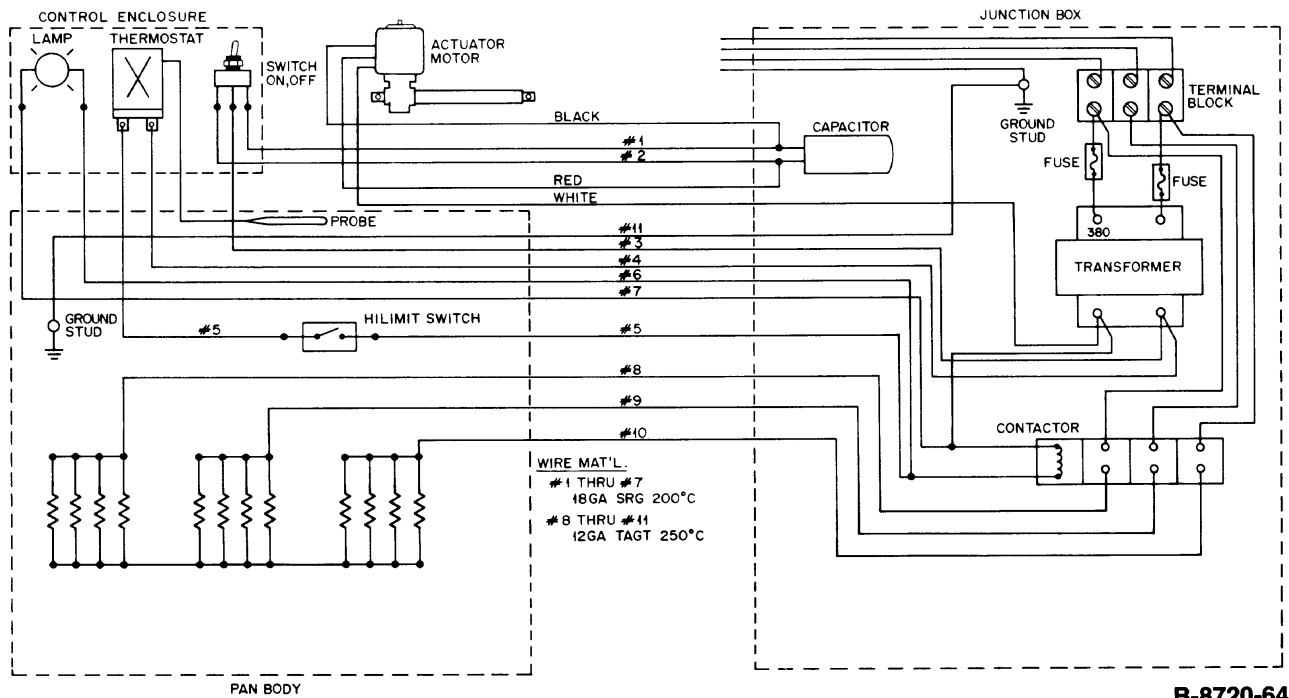 CONTROL ENCLOSURE
LAMP
THERMOSTAT
SWITCH
ON,OFF
ACTUATOR
MOTOR
JUNCTION BOX
TERMINAL
BLOCK
GROUND
STUD
FUSE
FUSE
BLACK
CAPACITOR
#1
#2
RED
WHITE
PROBE
#11
#3
#4
#6
#7
380
TRANSFORMER
GROUND
STUD
#5
HILIMIT SWITCH
#5
#8
#9
#10
CONTACTOR
WIRE MAT'L.
#1 THRU #7
18GA SRG 200°C
#8 THRU #11
12GA TAGT 250°C
PAN BODY
R-8720-64